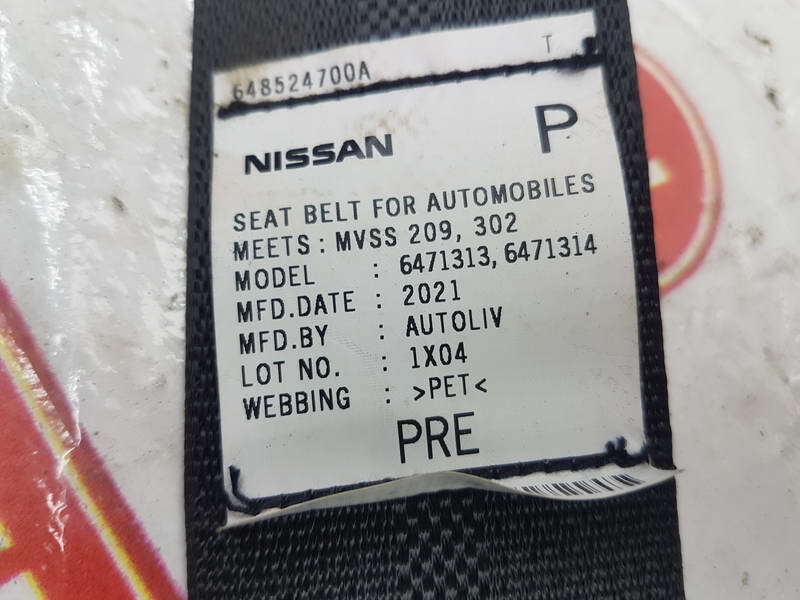 648524700A T
NISSAN P
SEAT BELT FOR AUTOMOBILES
MEETS : MVSS 209, 302
MODEL : 6471313, 6471314
MFD.DATE : 2021
MFD.BY : AUTOLIV
LOT NO. : 1X04
WEBBING : >PET<
PRE